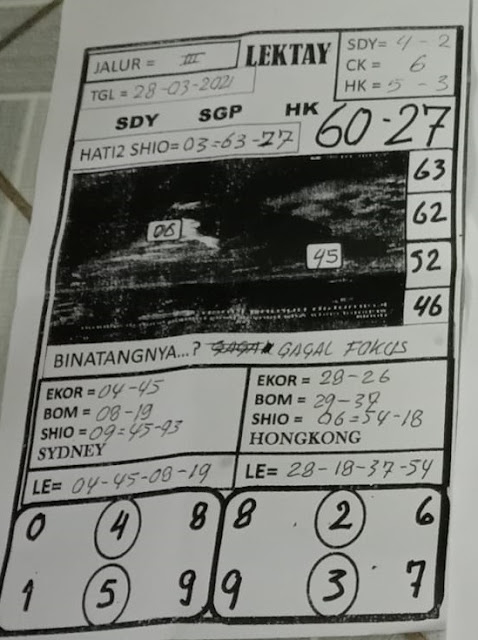 JALUR = III
LEKTAY
SDY= 4 - 2
CK = 6
HK = 5 - 3
TGL = 28-03-2021
SDY SGP HK
60-27
HATI2 SHIO= 03=63-27
63
62
52
46
06
45
BINATANGNYA...? GAGAL FOKUS
EKOR = 04-45
BOM = 08-19
SHIO = 09=45-93
SYDNEY
EKOR = 28-26
BOM = 29-37
SHIO = 06=54-18
HONGKONG
LE= 04-45-08-19
LE= 28-18-37-54
0 4 8
1 5 9
8 2 6
9 3 7